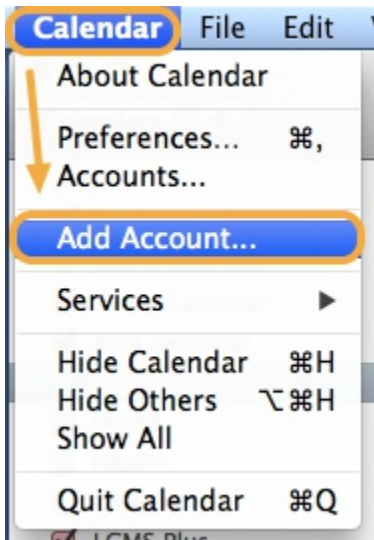 Calendar File Edit
About Calendar
Preferences... ⌘,
Accounts...
Add Account...
Services ▶
Hide Calendar ⌘H
Hide Others ⌥⌘H
Show All
Quit Calendar ⌘Q